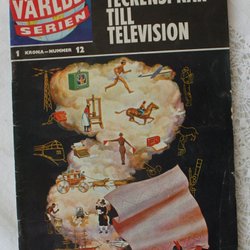 VÄRLDS
SERIEN
1 KRONA—NUMMER 12
TECKENSPRÅK
TILL
TELEVISION